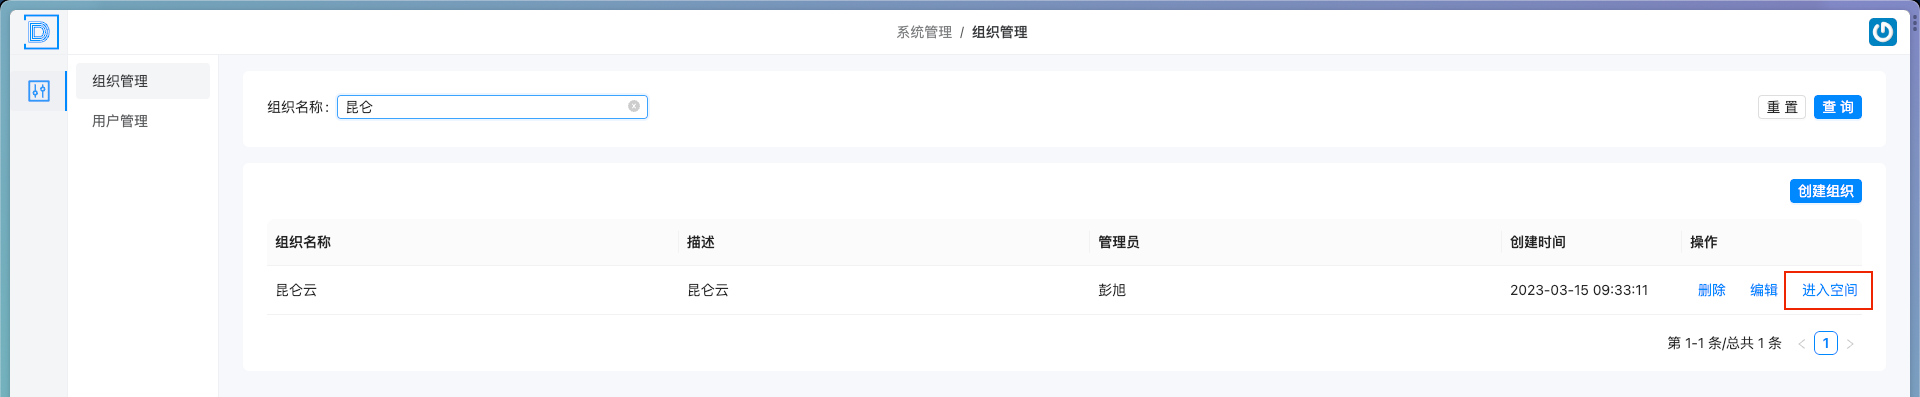 系统管理 / 组织管理
组织管理
用户管理
组织名称: 昆仑
重 置 查 询
创建组织
组织名称 描述 管理员 创建时间 操作
昆仑云 昆仑云 彭旭 2023-03-15 09:33:11 删除 编辑 进入空间
第 1-1 条/总共 1 条 < 1 >